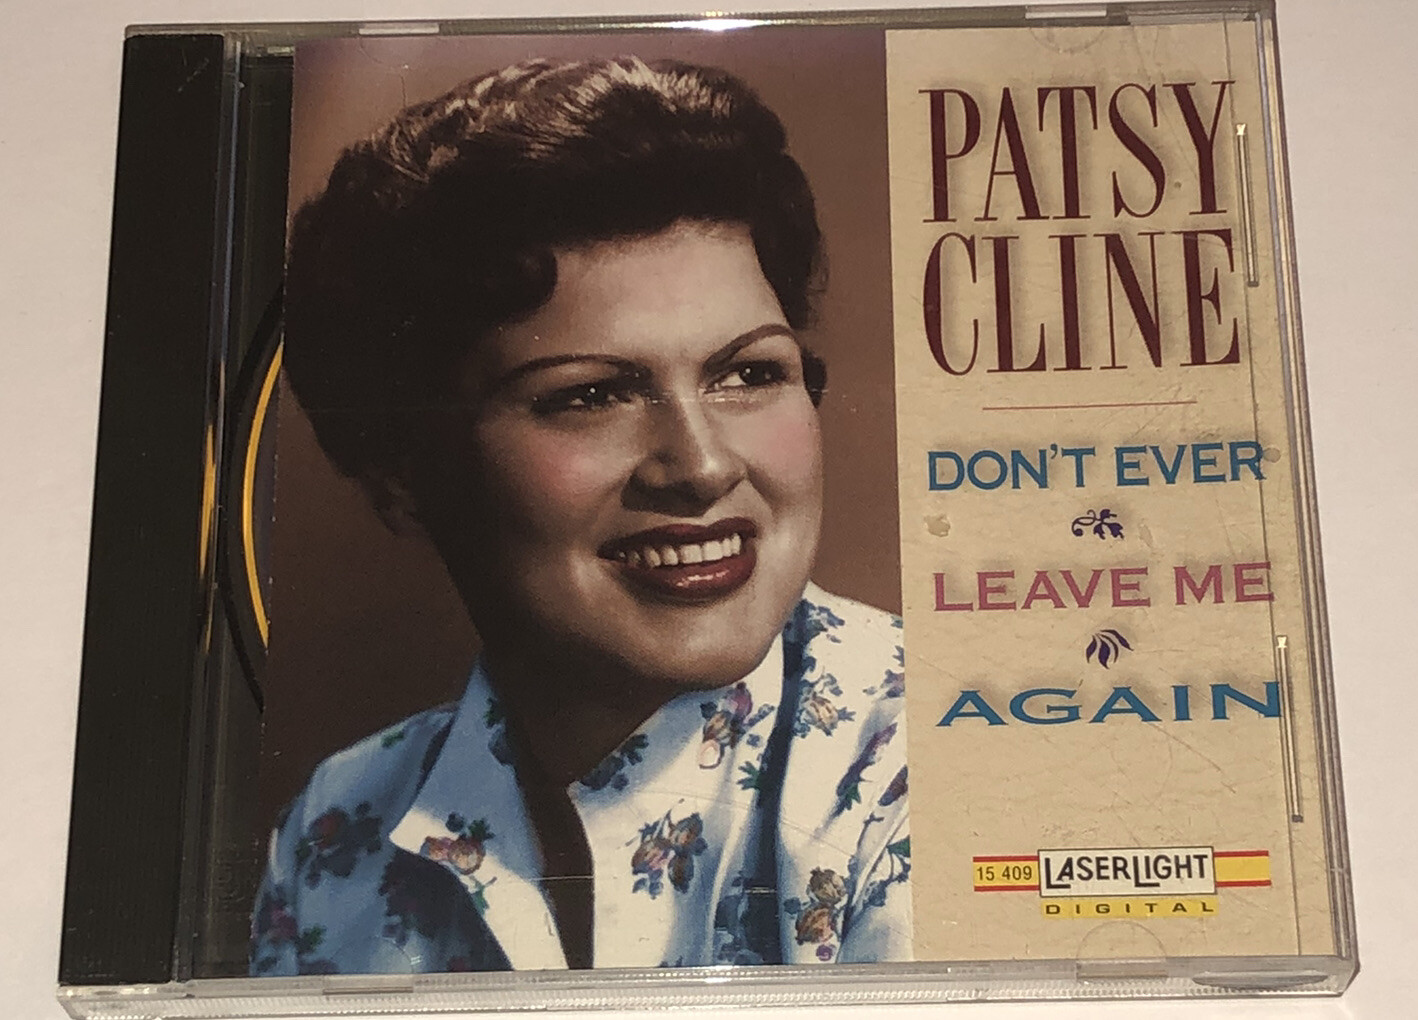 PATSY
CLINE
DON'T EVER
LEAVE ME
AGAIN
15 409 LASERLIGHT
DIGITAL